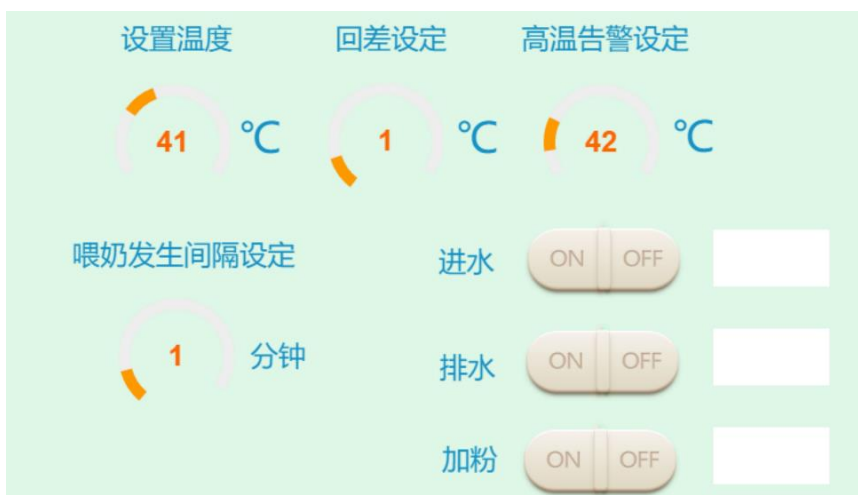 设置温度 回差设定 高温告警设定
41 ℃ 1 ℃ 42 ℃
喂奶发生间隔设定
进水 ON OFF
1 分钟
排水 ON OFF
加粉 ON OFF